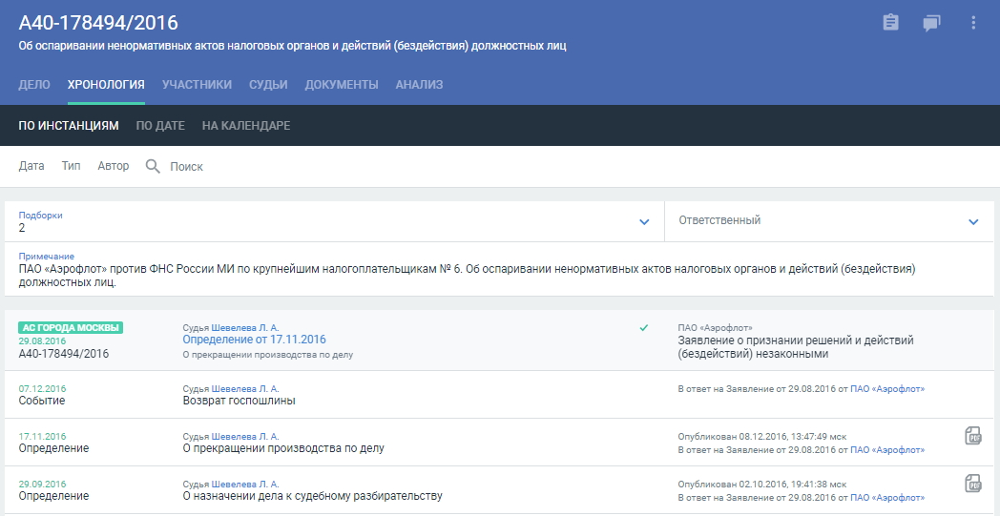 А40-178494/2016
Об оспаривании ненормативных актов налоговых органов и действий (бездействия) должностных лиц
ДЕЛО ХРОНОЛОГИЯ УЧАСТНИКИ СУДЬИ ДОКУМЕНТЫ АНАЛИЗ
ПО ИНСТАНЦИЯМ ПО ДАТЕ НА КАЛЕНДАРЕ
Дата Тип Автор Поиск
Подборки
2
Ответственный
Примечание
ПАО «Аэрофлот» против ФНС России МИ по крупнейшим налогоплательщикам № 6. Об оспаривании ненормативных актов налоговых органов и действий (бездействия)
должностных лиц.
АС ГОРОДА МОСКВЫ
29.08.2016
А40-178494/2016
Судья Шевелева Л. А.
Определение от 17.11.2016
О прекращении производства по делу
ПАО «Аэрофлот»
Заявление о признании решений и действий
(бездействий) незаконными
07.12.2016
Событие
Судья Шевелева Л. А.
Возврат госпошлины
В ответ на Заявление от 29.08.2016 от ПАО «Аэрофлот»
17.11.2016
Определение
Судья Шевелева Л. А.
О прекращении производства по делу
Опубликован 08.12.2016, 13:47:49 мск
В ответ на Заявление от 29.08.2016 от ПАО «Аэрофлот»
PDF
29.09.2016
Определение
Судья Шевелева Л. А.
О назначении дела к судебному разбирательству
Опубликован 02.10.2016, 19:41:38 мск
В ответ на Заявление от 29.08.2016 от ПАО «Аэрофлот»
PDF